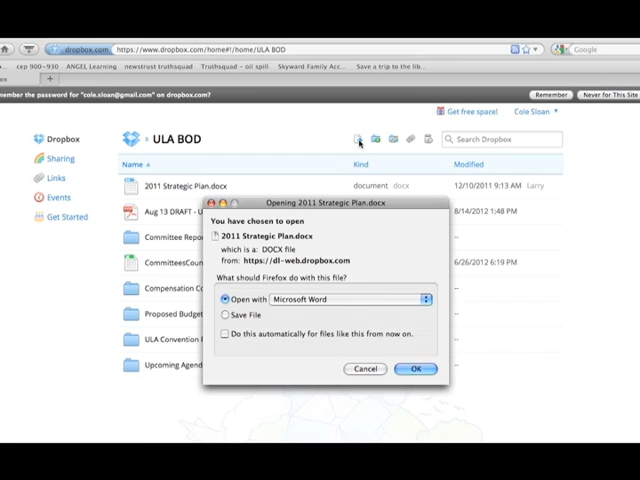 dropbox.com https://www.dropbox.com/home#!/home/ULA BOD Google
cep 900~930 ANGEL Learning newstrust truthsquad Truthsquad - oil spill Skyward Family Acc... Save a trip to the lib...
member the password for "cole.sloan@gmail.com" on dropbox.com? Remember Never for This Site
Get free space! Cole Sloan
Dropbox ULA BOD Search Dropbox
Sharing
Links
Events
Get Started
Name Kind Modified
2011 Strategic Plan.docx document docx 12/10/2011 9:13 AM Larry
Aug 13 DRAFT - U 8/14/2012 1:48 PM
Committee Repor --
CommitteesCoun 6/26/2012 6:19 PM
Compensation C --
Proposed Budget --
ULA Convention --
Upcoming Agend --
Opening 2011 Strategic Plan.docx
You have chosen to open
2011 Strategic Plan.docx
which is a: DOCX file
from: https://dl-web.dropbox.com
What should Firefox do with this file?
Open with Microsoft Word
Save File
Do this automatically for files like this from now on.
Cancel OK